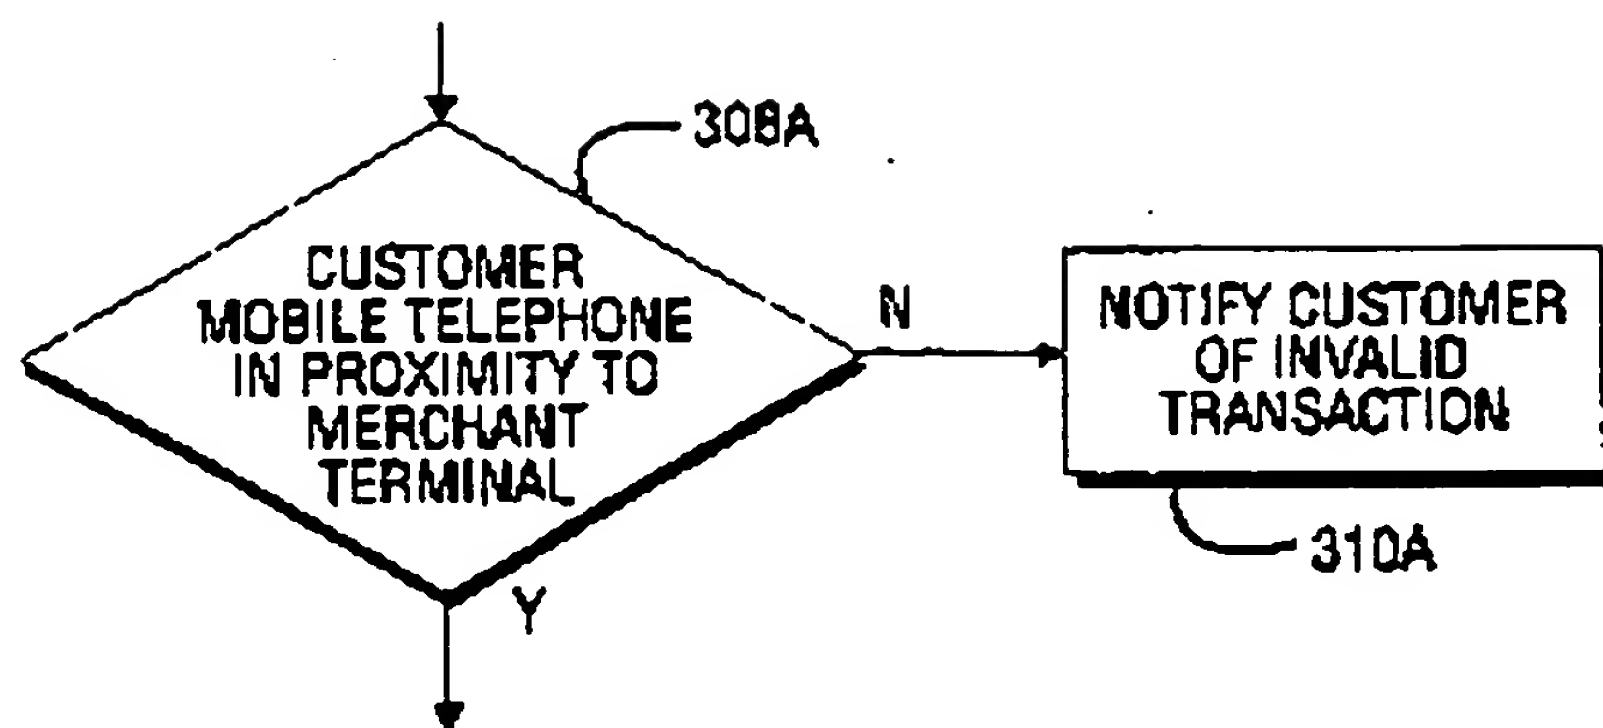 308A
CUSTOMER
MOBILE TELEPHONE
IN PROXIMITY TO
MERCHANT
TERMINAL
N
NOTIFY CUSTOMER
OF INVALID
TRANSACTION
310A
Y